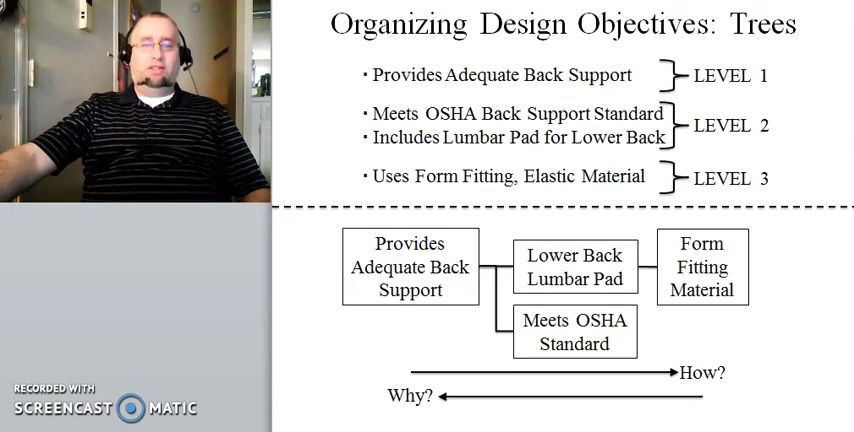 Organizing Design Objectives: Trees
· Provides Adequate Back Support
LEVEL 1
· Meets OSHA Back Support Standard
· Includes Lumbar Pad for Lower Back
LEVEL 2
· Uses Form Fitting, Elastic Material
LEVEL 3
Provides
Adequate Back
Support
Lower Back
Lumbar Pad
Form
Fitting
Material
Meets OSHA
Standard
How?
Why?
RECORDED WITH
SCREENCAST MATIC